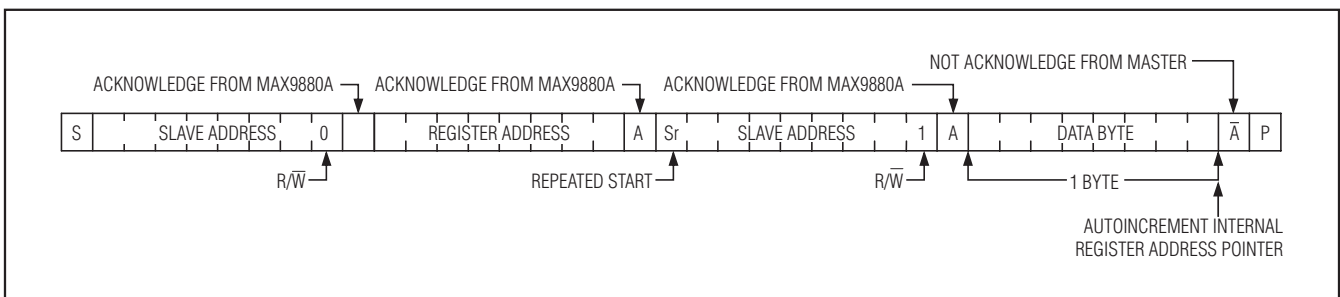 NOT ACKNOWLEDGE FROM MASTER
ACKNOWLEDGE FROM MAX9880A ACKNOWLEDGE FROM MAX9880A ACKNOWLEDGE FROM MAX9880A
S SLAVE ADDRESS 0 REGISTER ADDRESS A Sr SLAVE ADDRESS 1 A DATA BYTE A̅ P
R/W̅ REPEATED START R/W̅ 1 BYTE
AUTOINCREMENT INTERNAL
REGISTER ADDRESS POINTER